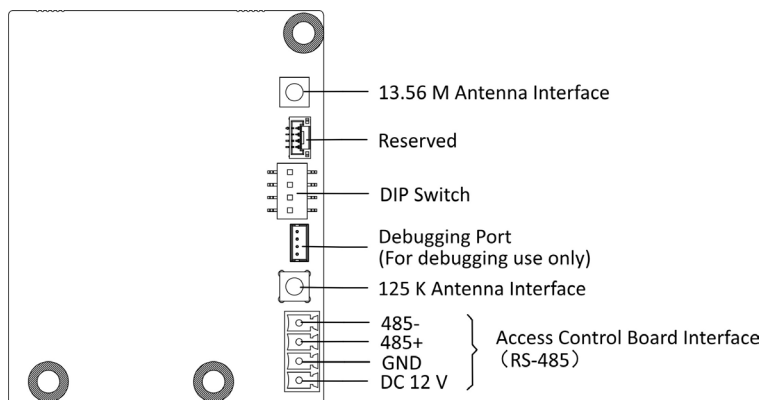 13.56 M Antenna Interface
Reserved
DIP Switch
Debugging Port
(For debugging use only)
125 K Antenna Interface
485-
485+
GND
DC 12 V
Access Control Board Interface
（RS-485）